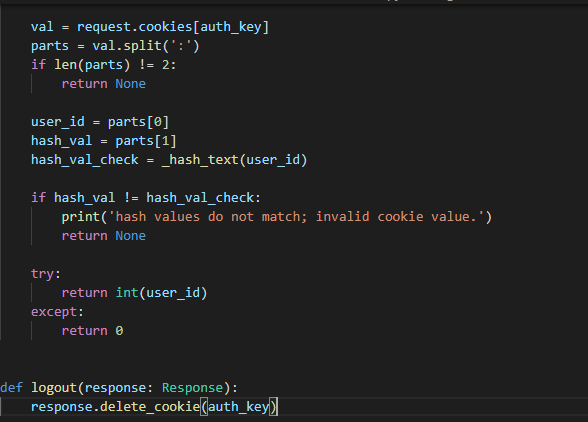 val = request.cookies[auth_key]
parts = val.split(':')
if len(parts) != 2:
return None
user_id = parts[0]
hash_val = parts[1]
hash_val_check = _hash_text(user_id)
if hash_val != hash_val_check:
print('hash values do not match; invalid cookie value.')
return None
try:
return int(user_id)
except:
return 0
def logout(response: Response):
response.delete_cookie(auth_key)